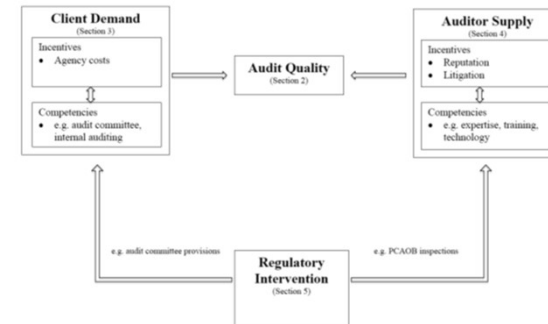 Client Demand
(Section 3)
Incentives
• Agency costs
Competencies
• e.g. audit committee,
internal auditing
Audit Quality
(Section 2)
Auditor Supply
(Section 4)
Incentives
• Reputation
• Litigation
Competencies
• e.g. expertise, training,
technology
e.g. audit committee provisions
e.g. PCAOB inspections
Regulatory
Intervention
(Section 5)